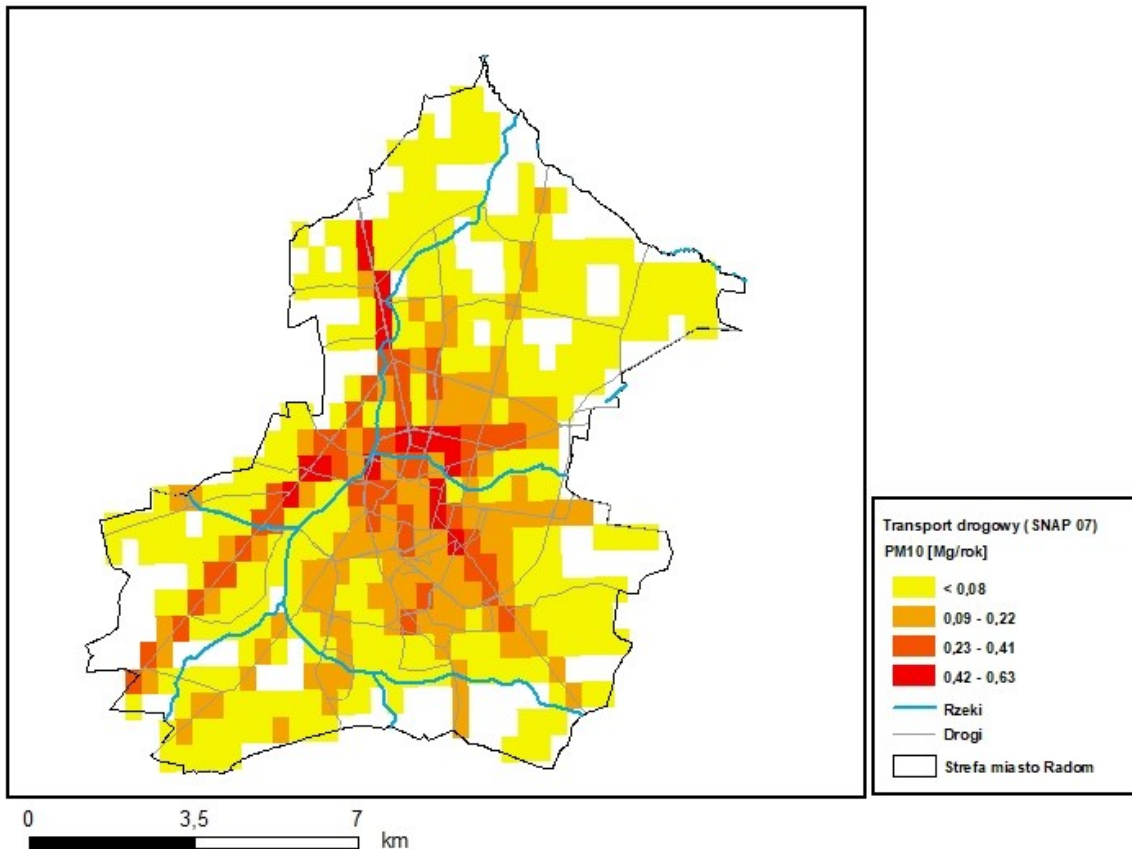 Transport drogowy ( SNAP 07)
PM10 [Mg/rok]
< 0,08
0,09 - 0,22
0,23 - 0,41
0,42 - 0,63
Rzeki
Drogi
Strefa miasto Radom
0 3,5 7
km